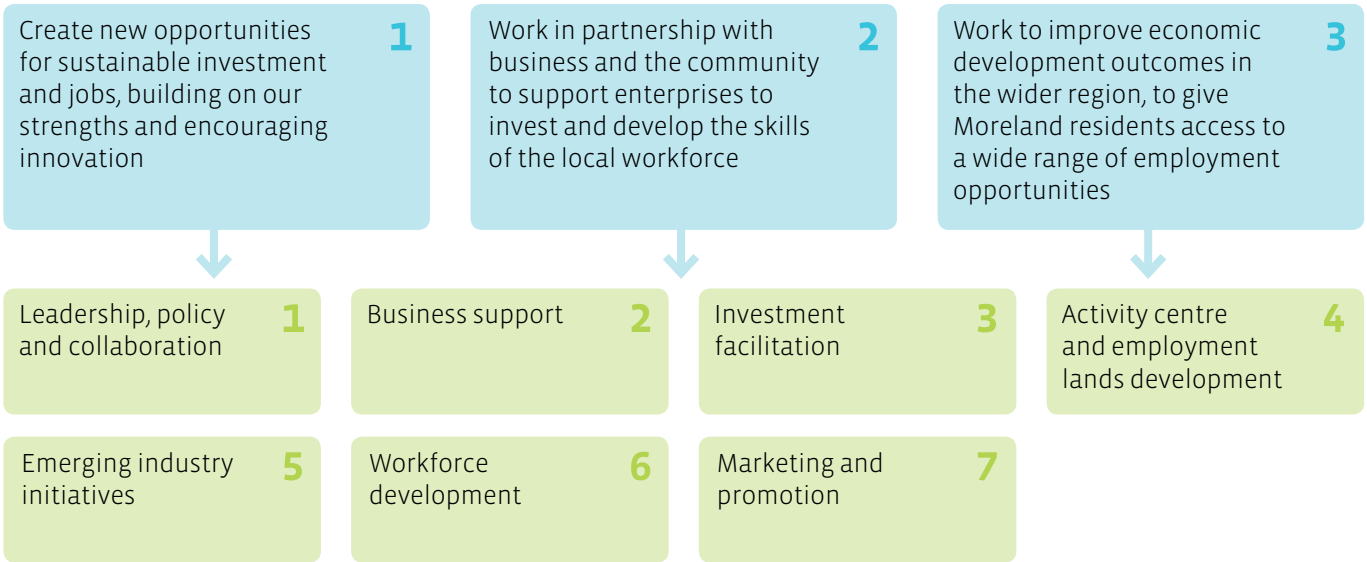 Create new opportunities
for sustainable investment
and jobs, building on our
strengths and encouraging
innovation
1
Work in partnership with
business and the community
to support enterprises to
invest and develop the skills
of the local workforce
2
Work to improve economic
development outcomes in
the wider region, to give
Moreland residents access to
a wide range of employment
opportunities
3
Leadership, policy
and collaboration
1
Business support
2
Investment
facilitation
3
Activity centre
and employment
lands development
4
Emerging industry
initiatives
5
Workforce
development
6
Marketing and
promotion
7